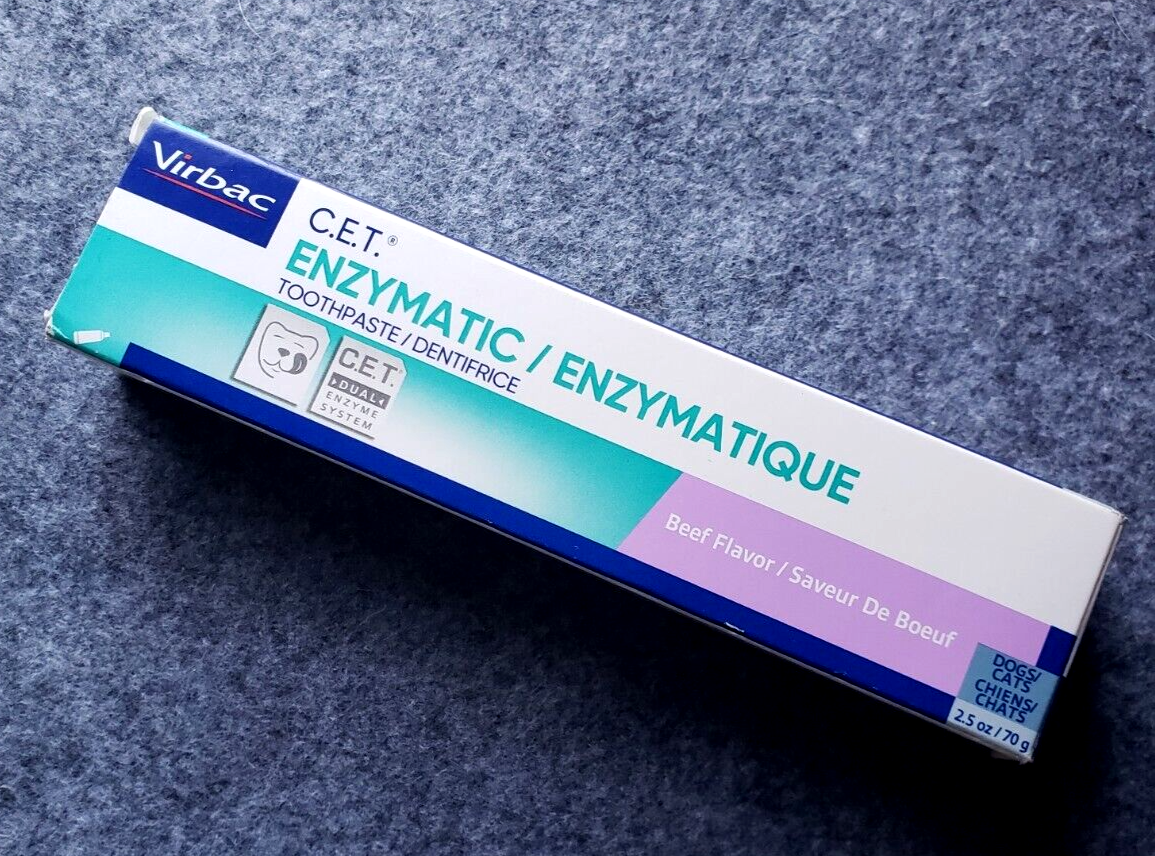 Virbac
C.E.T.®
ENZYMATIC / ENZYMATIQUE
TOOTHPASTE / DENTIFRICE
C.E.T.
DUAL
ENZYME
SYSTEM
Beef Flavor / Saveur De Boeuf
DOGS/
CATS
CHIENS/
CHATS
2.5 oz / 70 g